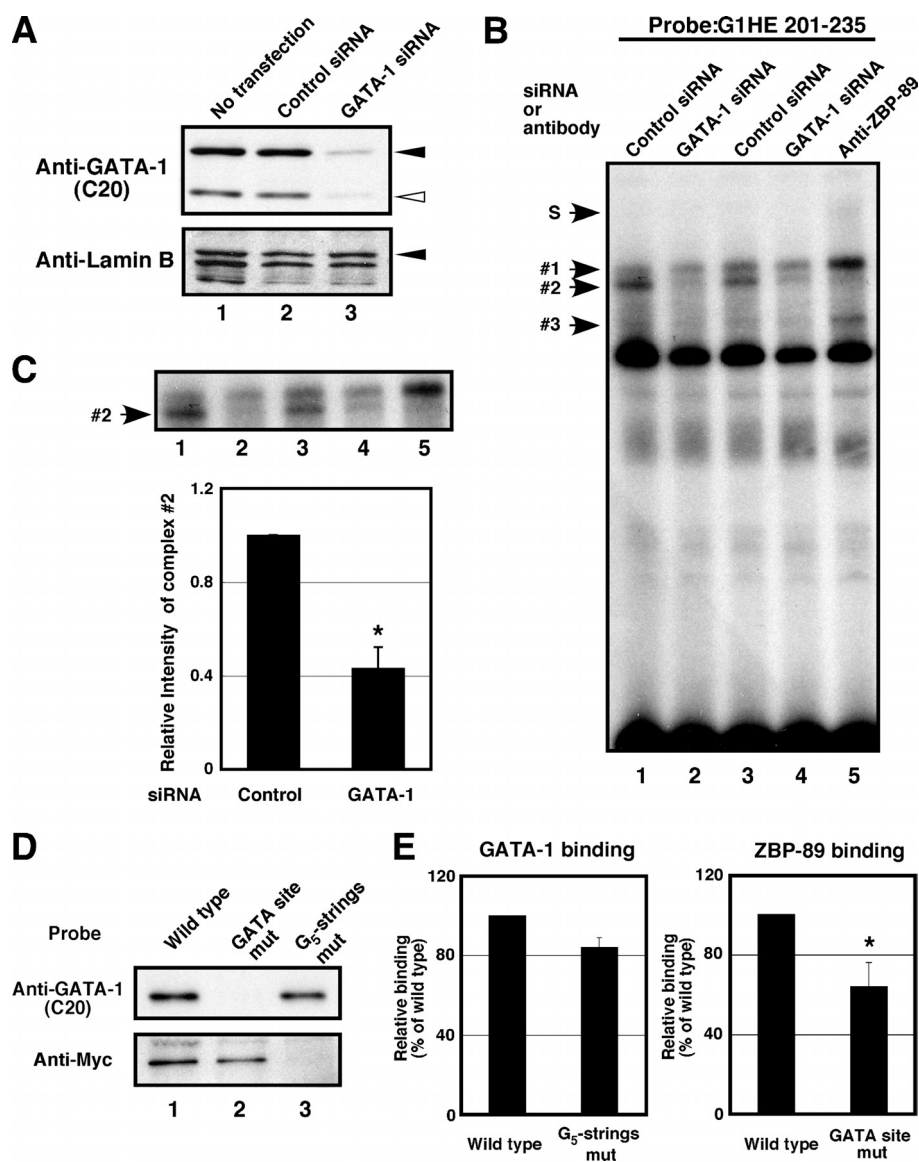 A
No transfection
Control siRNA
GATA-1 siRNA
Anti-GATA-1
(C20)
Anti-Lamin B
1 2 3
B
Probe:G1HE 201-235
siRNA
or
antibody
Control siRNA
GATA-1 siRNA
Control siRNA
GATA-1 siRNA
Anti-ZBP-89
S
#1
#2
#3
1 2 3 4 5
C
#2
1 2 3 4 5
Relative Intensity of complex #2
1.2
0.8
0.4
0
*
siRNA Control GATA-1
D
Probe
Wild type
GATA site
mut
G5-strings
mut
Anti-GATA-1
(C20)
Anti-Myc
1 2 3
E
GATA-1 binding
Relative binding
(% of wild type)
120
80
40
0
Wild type
G5-strings
mut
ZBP-89 binding
Relative binding
(% of wild type)
120
80
40
0
*
Wild type
GATA site
mut